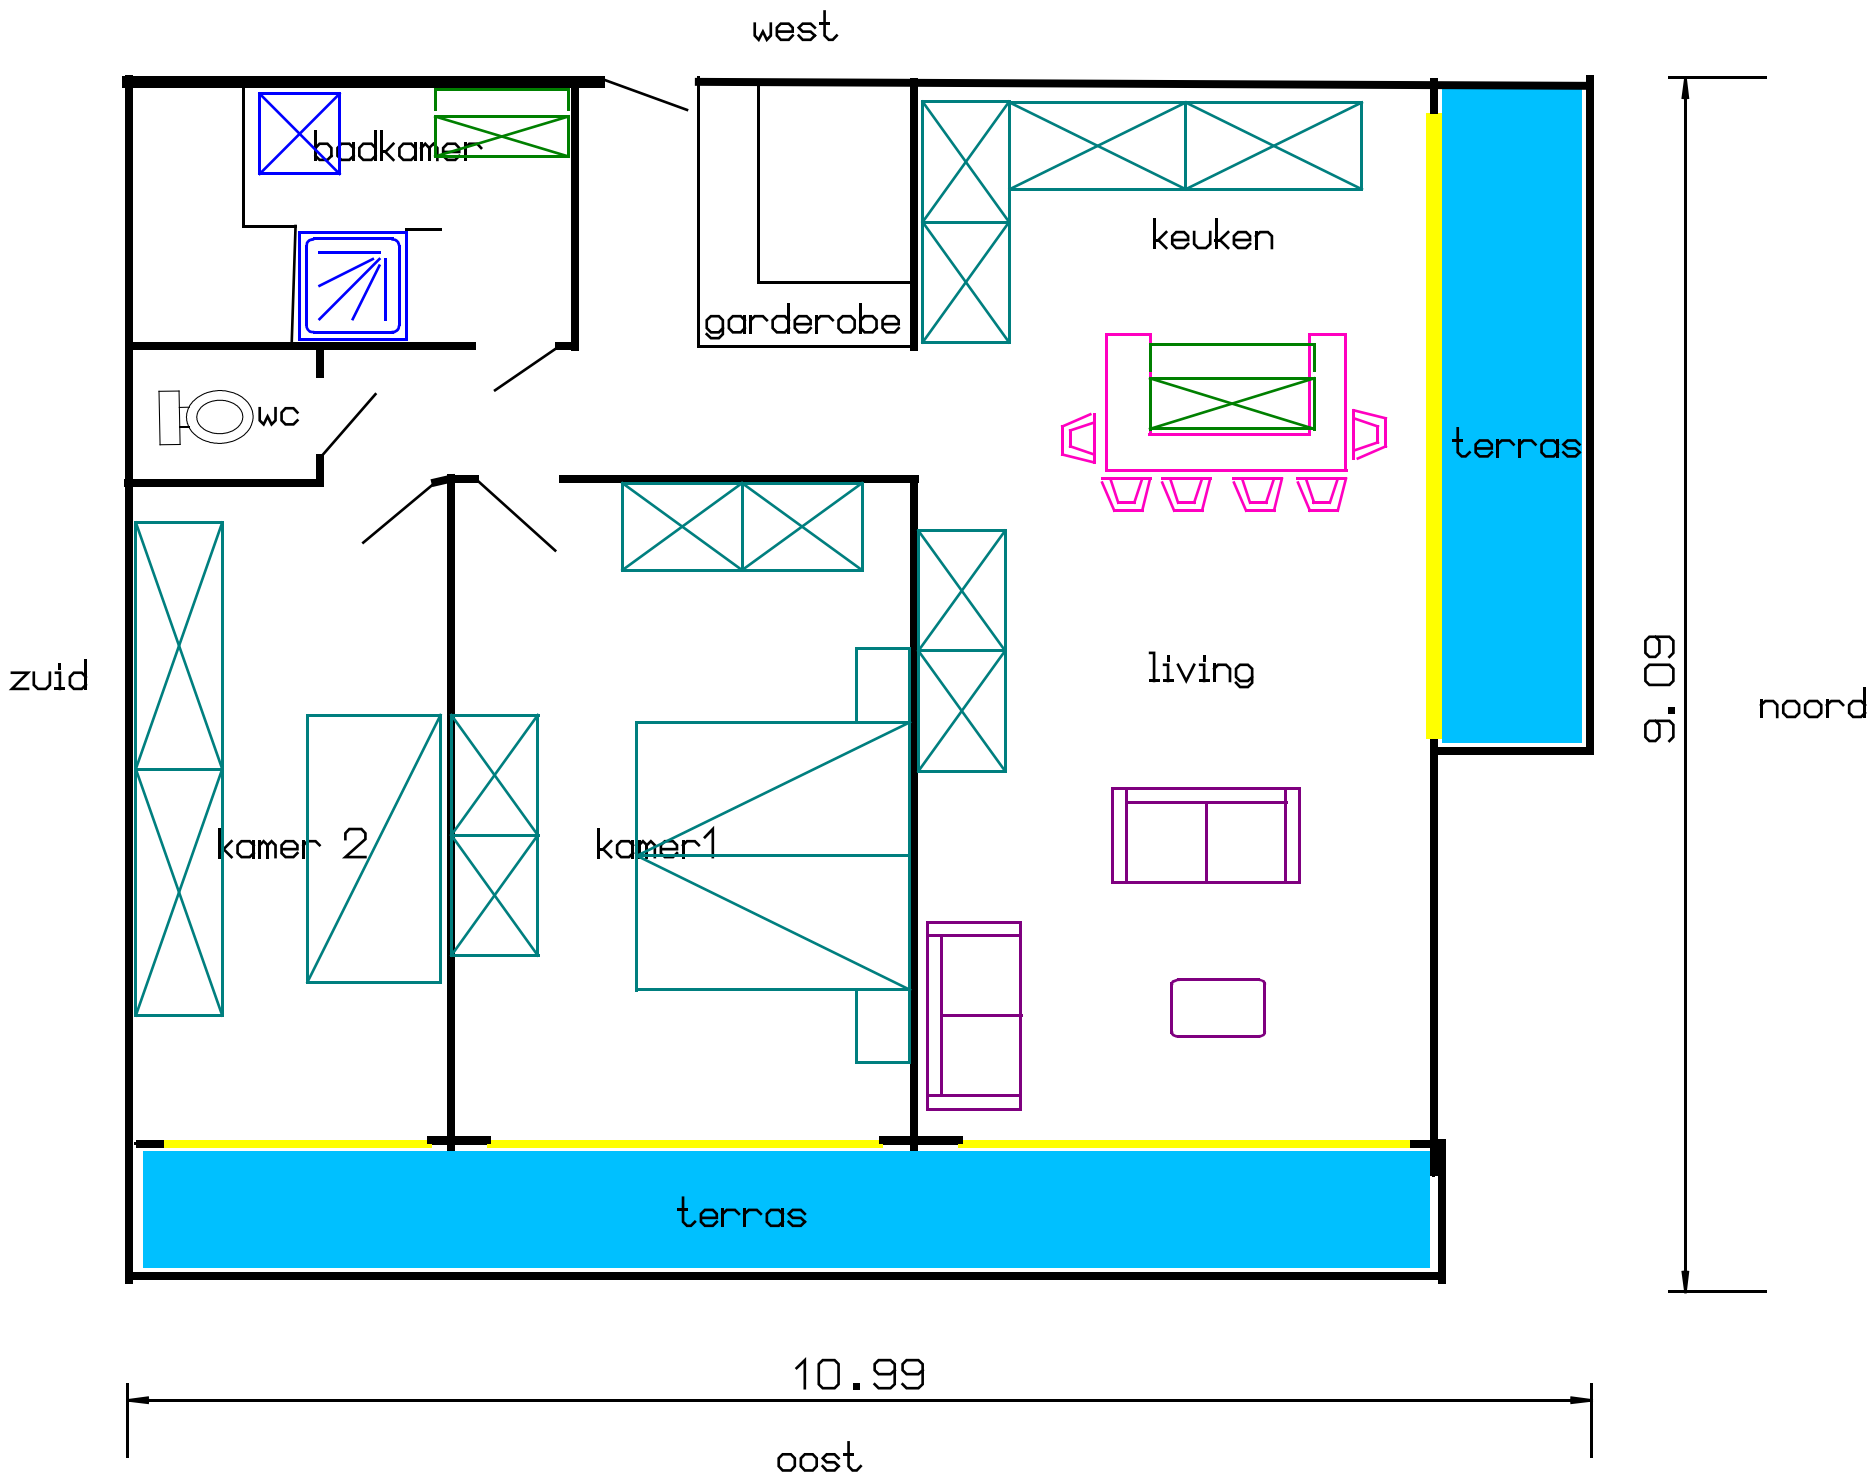 west
badkamer
keuken
garderobe
wc
terras
zuid
living
9.09
noord
kamer 2
kamer1
terras
10.99
oost